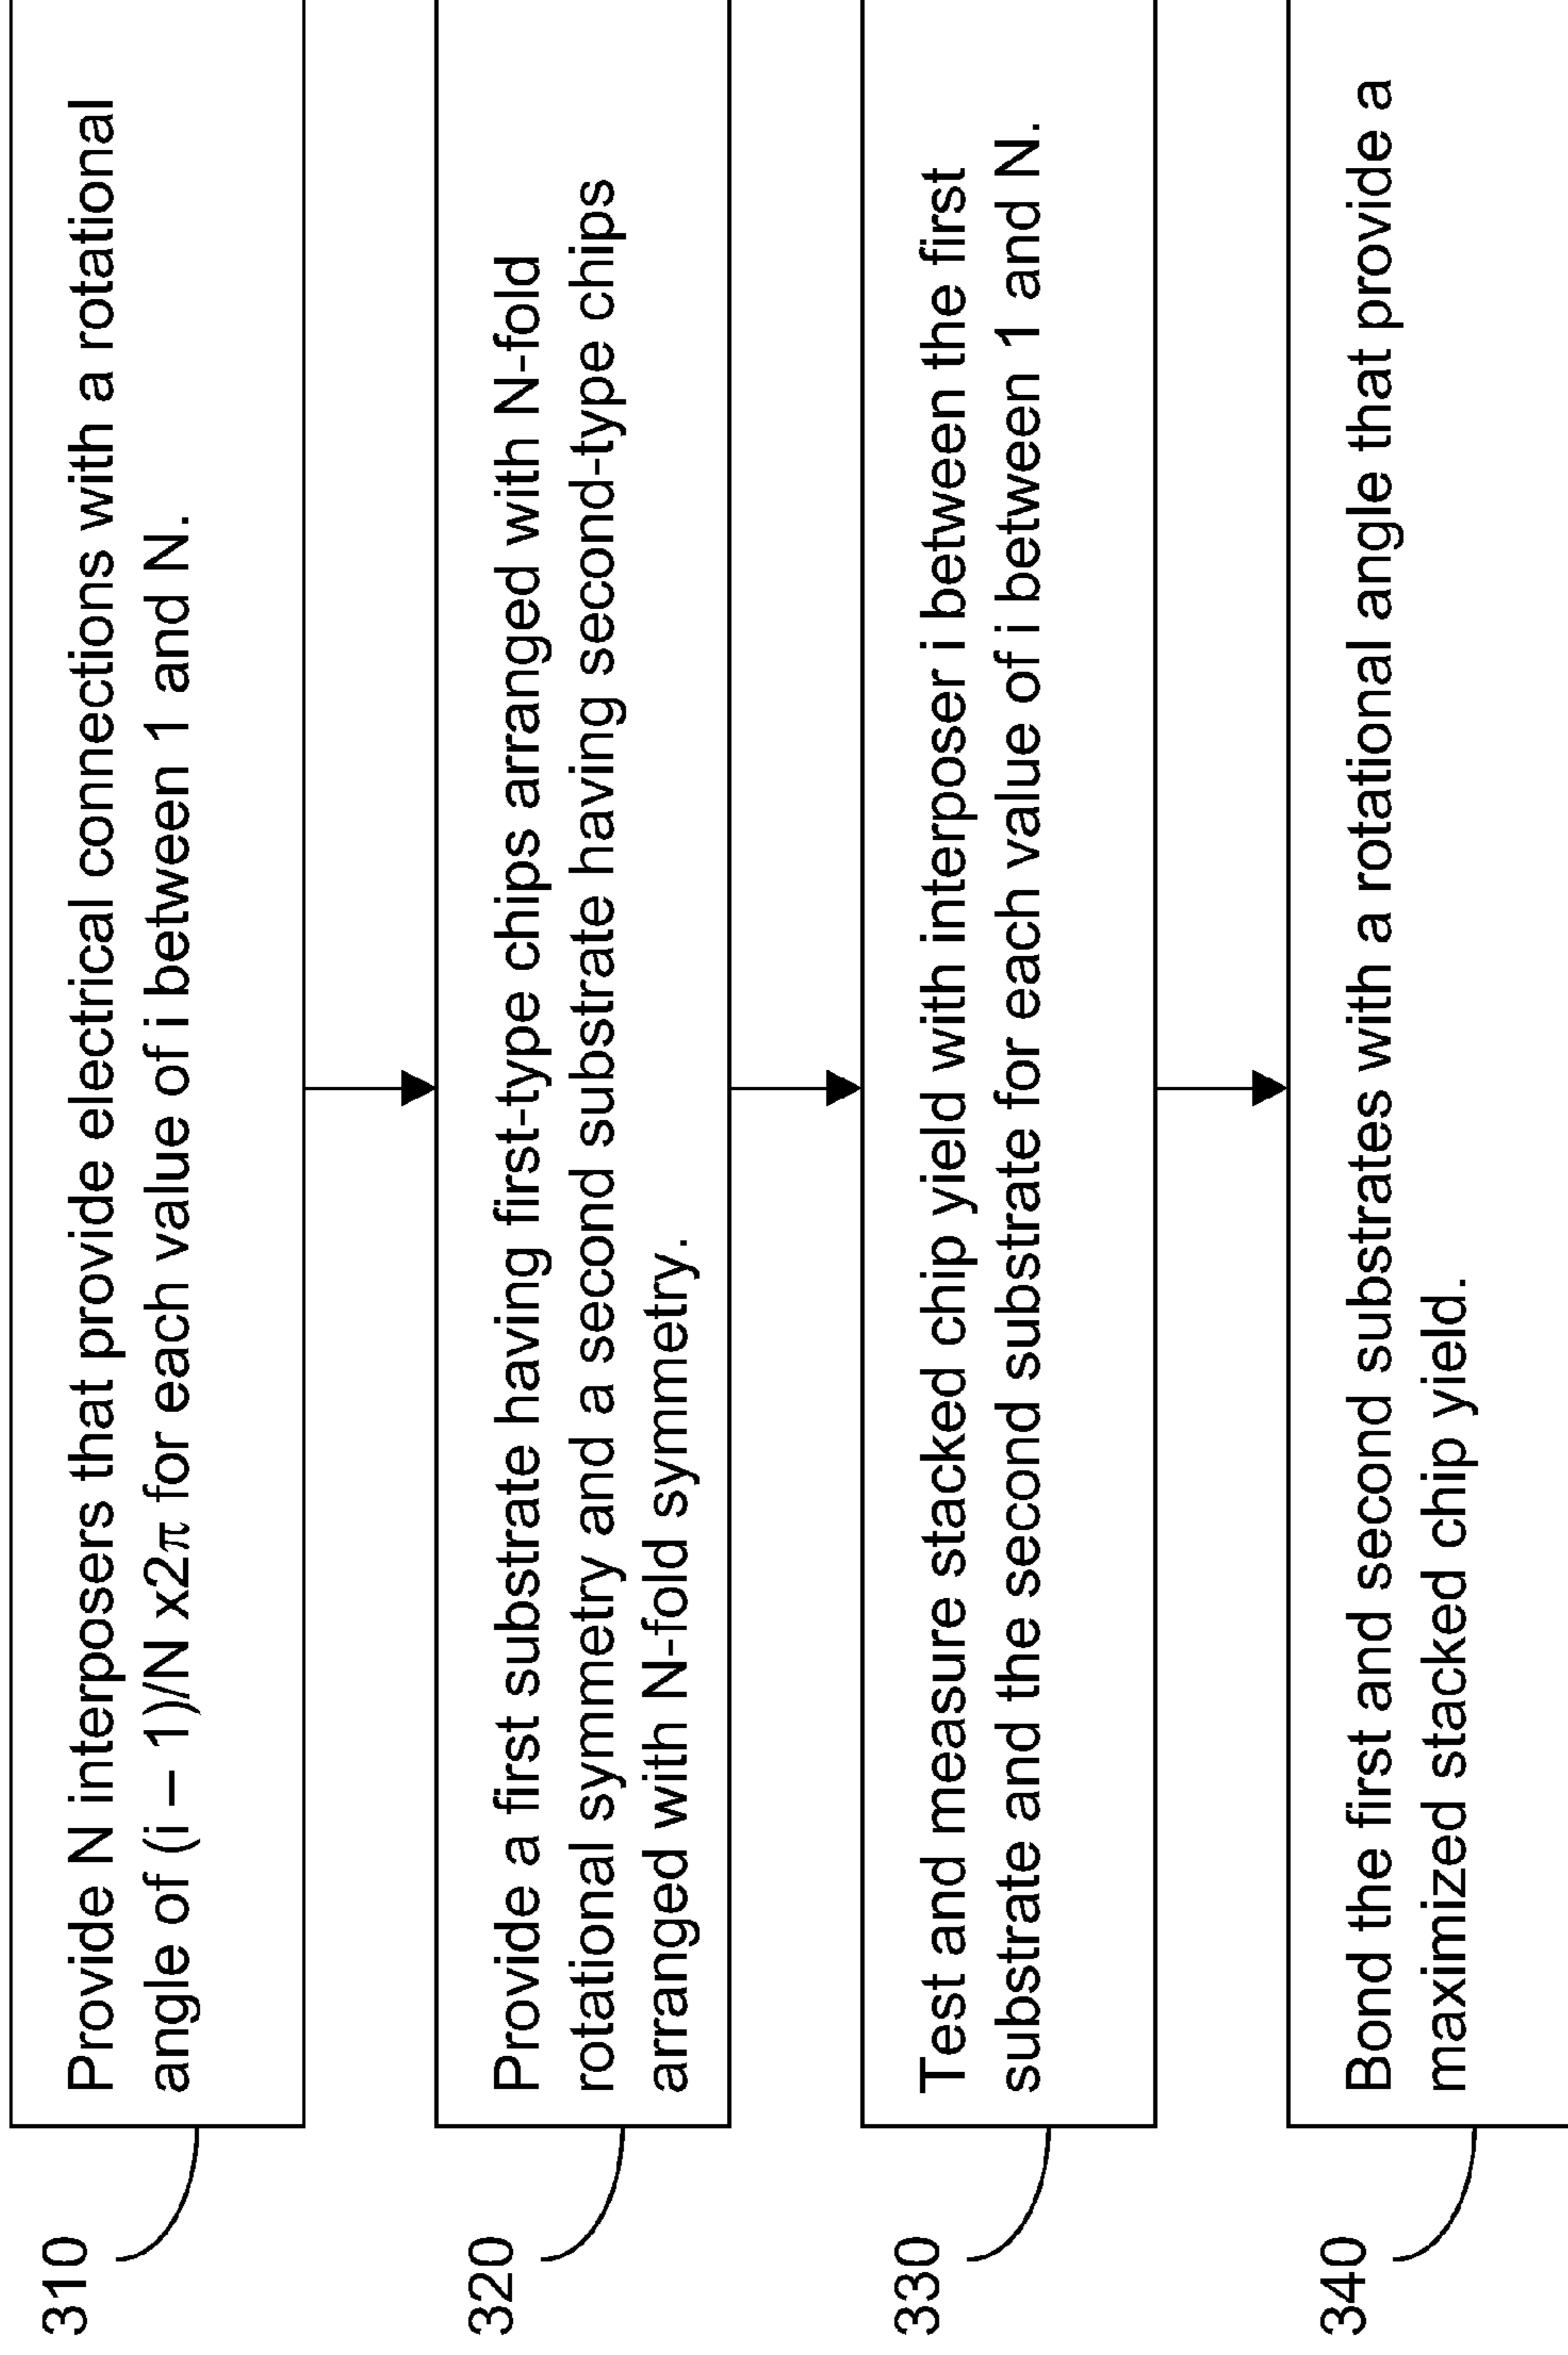 310
Provide N interposers that provide electrical connections with a rotational
angle of (i – 1)/N x2π for each value of i between 1 and N.
320
Provide a first substrate having first-type chips arranged with N-fold
rotational symmetry and a second substrate having second-type chips
arranged with N-fold symmetry.
330
Test and measure stacked chip yield with interposer i between the first
substrate and the second substrate for each value of i between 1 and N.
340
Bond the first and second substrates with a rotational angle that provide a
maximized stacked chip yield.